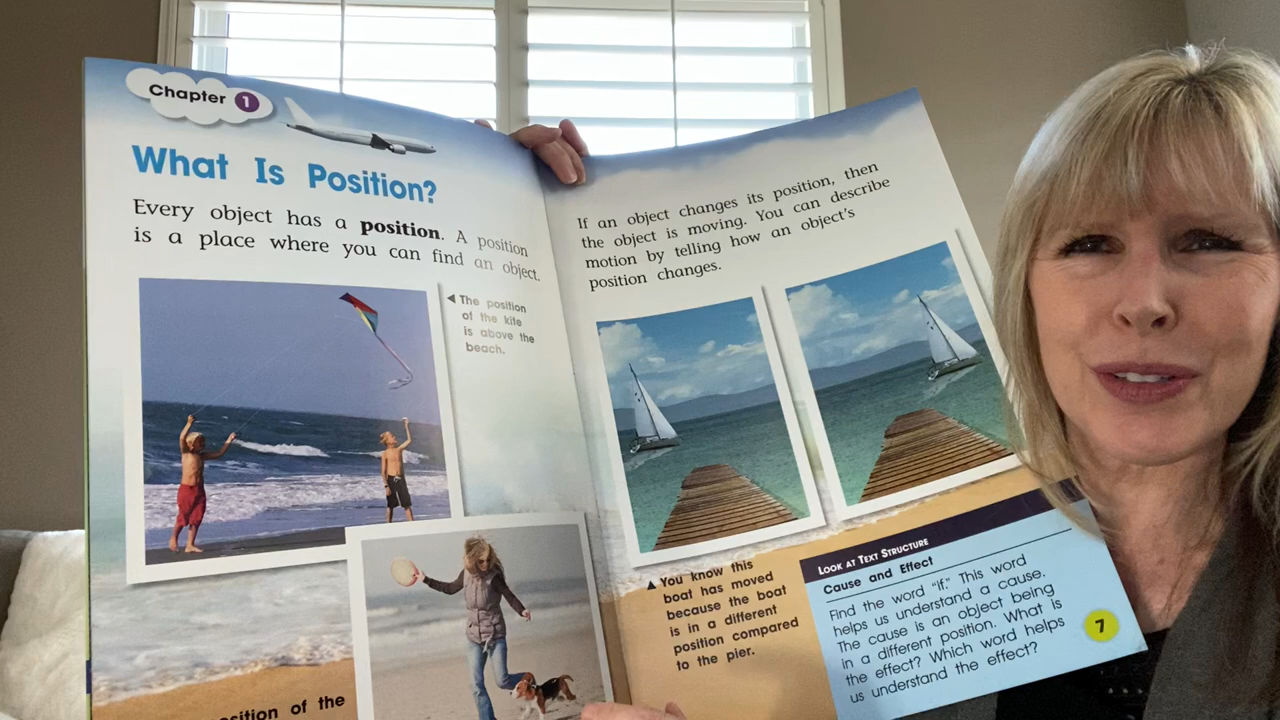 Chapter 1
What Is Position?
Every object has a position. A position
is a place where you can find an object.
◀ The position
of the kite
is above the
beach.
sition of the
If an object changes its position, then
the object is moving. You can describe
motion by telling how an object's
position changes.
▲ You know this
boat has moved
because the boat
is in a different
position compared
to the pier.
LOOK AT TEXT STRUCTURE
Cause and Effect
Find the word "if." This word
helps us understand a cause.
The cause is an object being
in a different position. What is
the effect? Which word helps
us understand the effect?
7